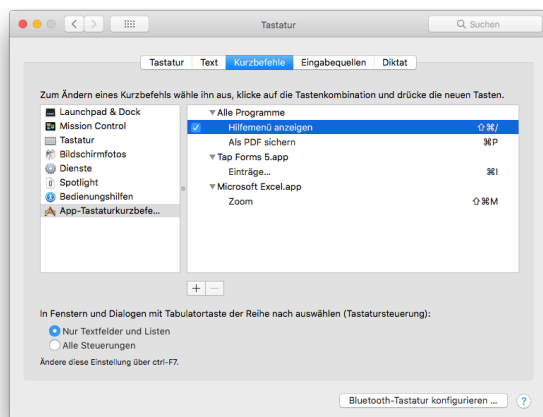 Tastatur
Suchen
Tastatur Text Kurzbefehle Eingabequellen Diktat
Zum Ändern eines Kurzbefehls wähle ihn aus, klicke auf die Tastenkombination und drücke die neuen Tasten.
Launchpad & Dock
Mission Control
Tastatur
Bildschirmfotos
Dienste
Spotlight
Bedienungshilfen
App-Tastaturkurzbefe...
Alle Programme
Hilfemenü anzeigen ⇧⌘/
Als PDF sichern ⌘P
Tap Forms 5.app
Einträge... ⌘I
Microsoft Excel.app
Zoom ⇧⌘M
In Fenstern und Dialogen mit Tabulatortaste der Reihe nach auswählen (Tastatursteuerung):
Nur Textfelder und Listen
Alle Steuerungen
Ändere diese Einstellung über ctrl-F7.
Bluetooth-Tastatur konfigurieren ... ?